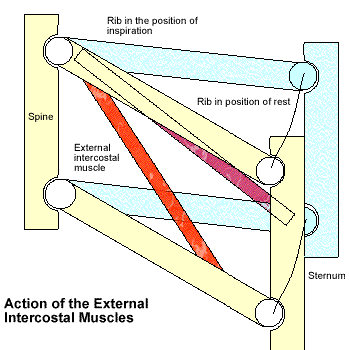 Rib in the position of
inspiration
Rib in position of rest
Spine
External
intercostal
muscle
Sternum
Action of the External
Intercostal Muscles